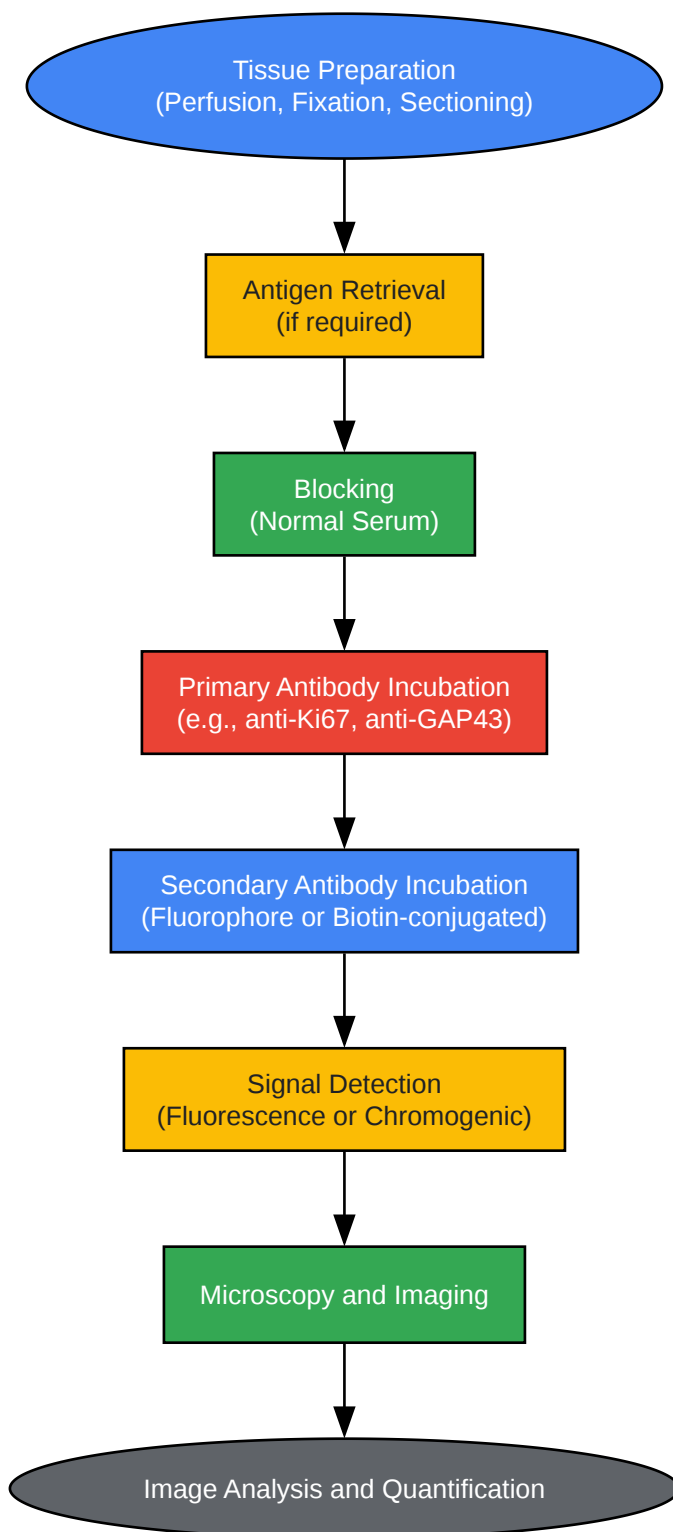 Tissue Preparation
(Perfusion, Fixation, Sectioning)
Antigen Retrieval
(if required)
Blocking
(Normal Serum)
Primary Antibody Incubation
(e.g., anti-Ki67, anti-GAP43)
Secondary Antibody Incubation
(Fluorophore or Biotin-conjugated)
Signal Detection
(Fluorescence or Chromogenic)
Microscopy and Imaging
Image Analysis and Quantification